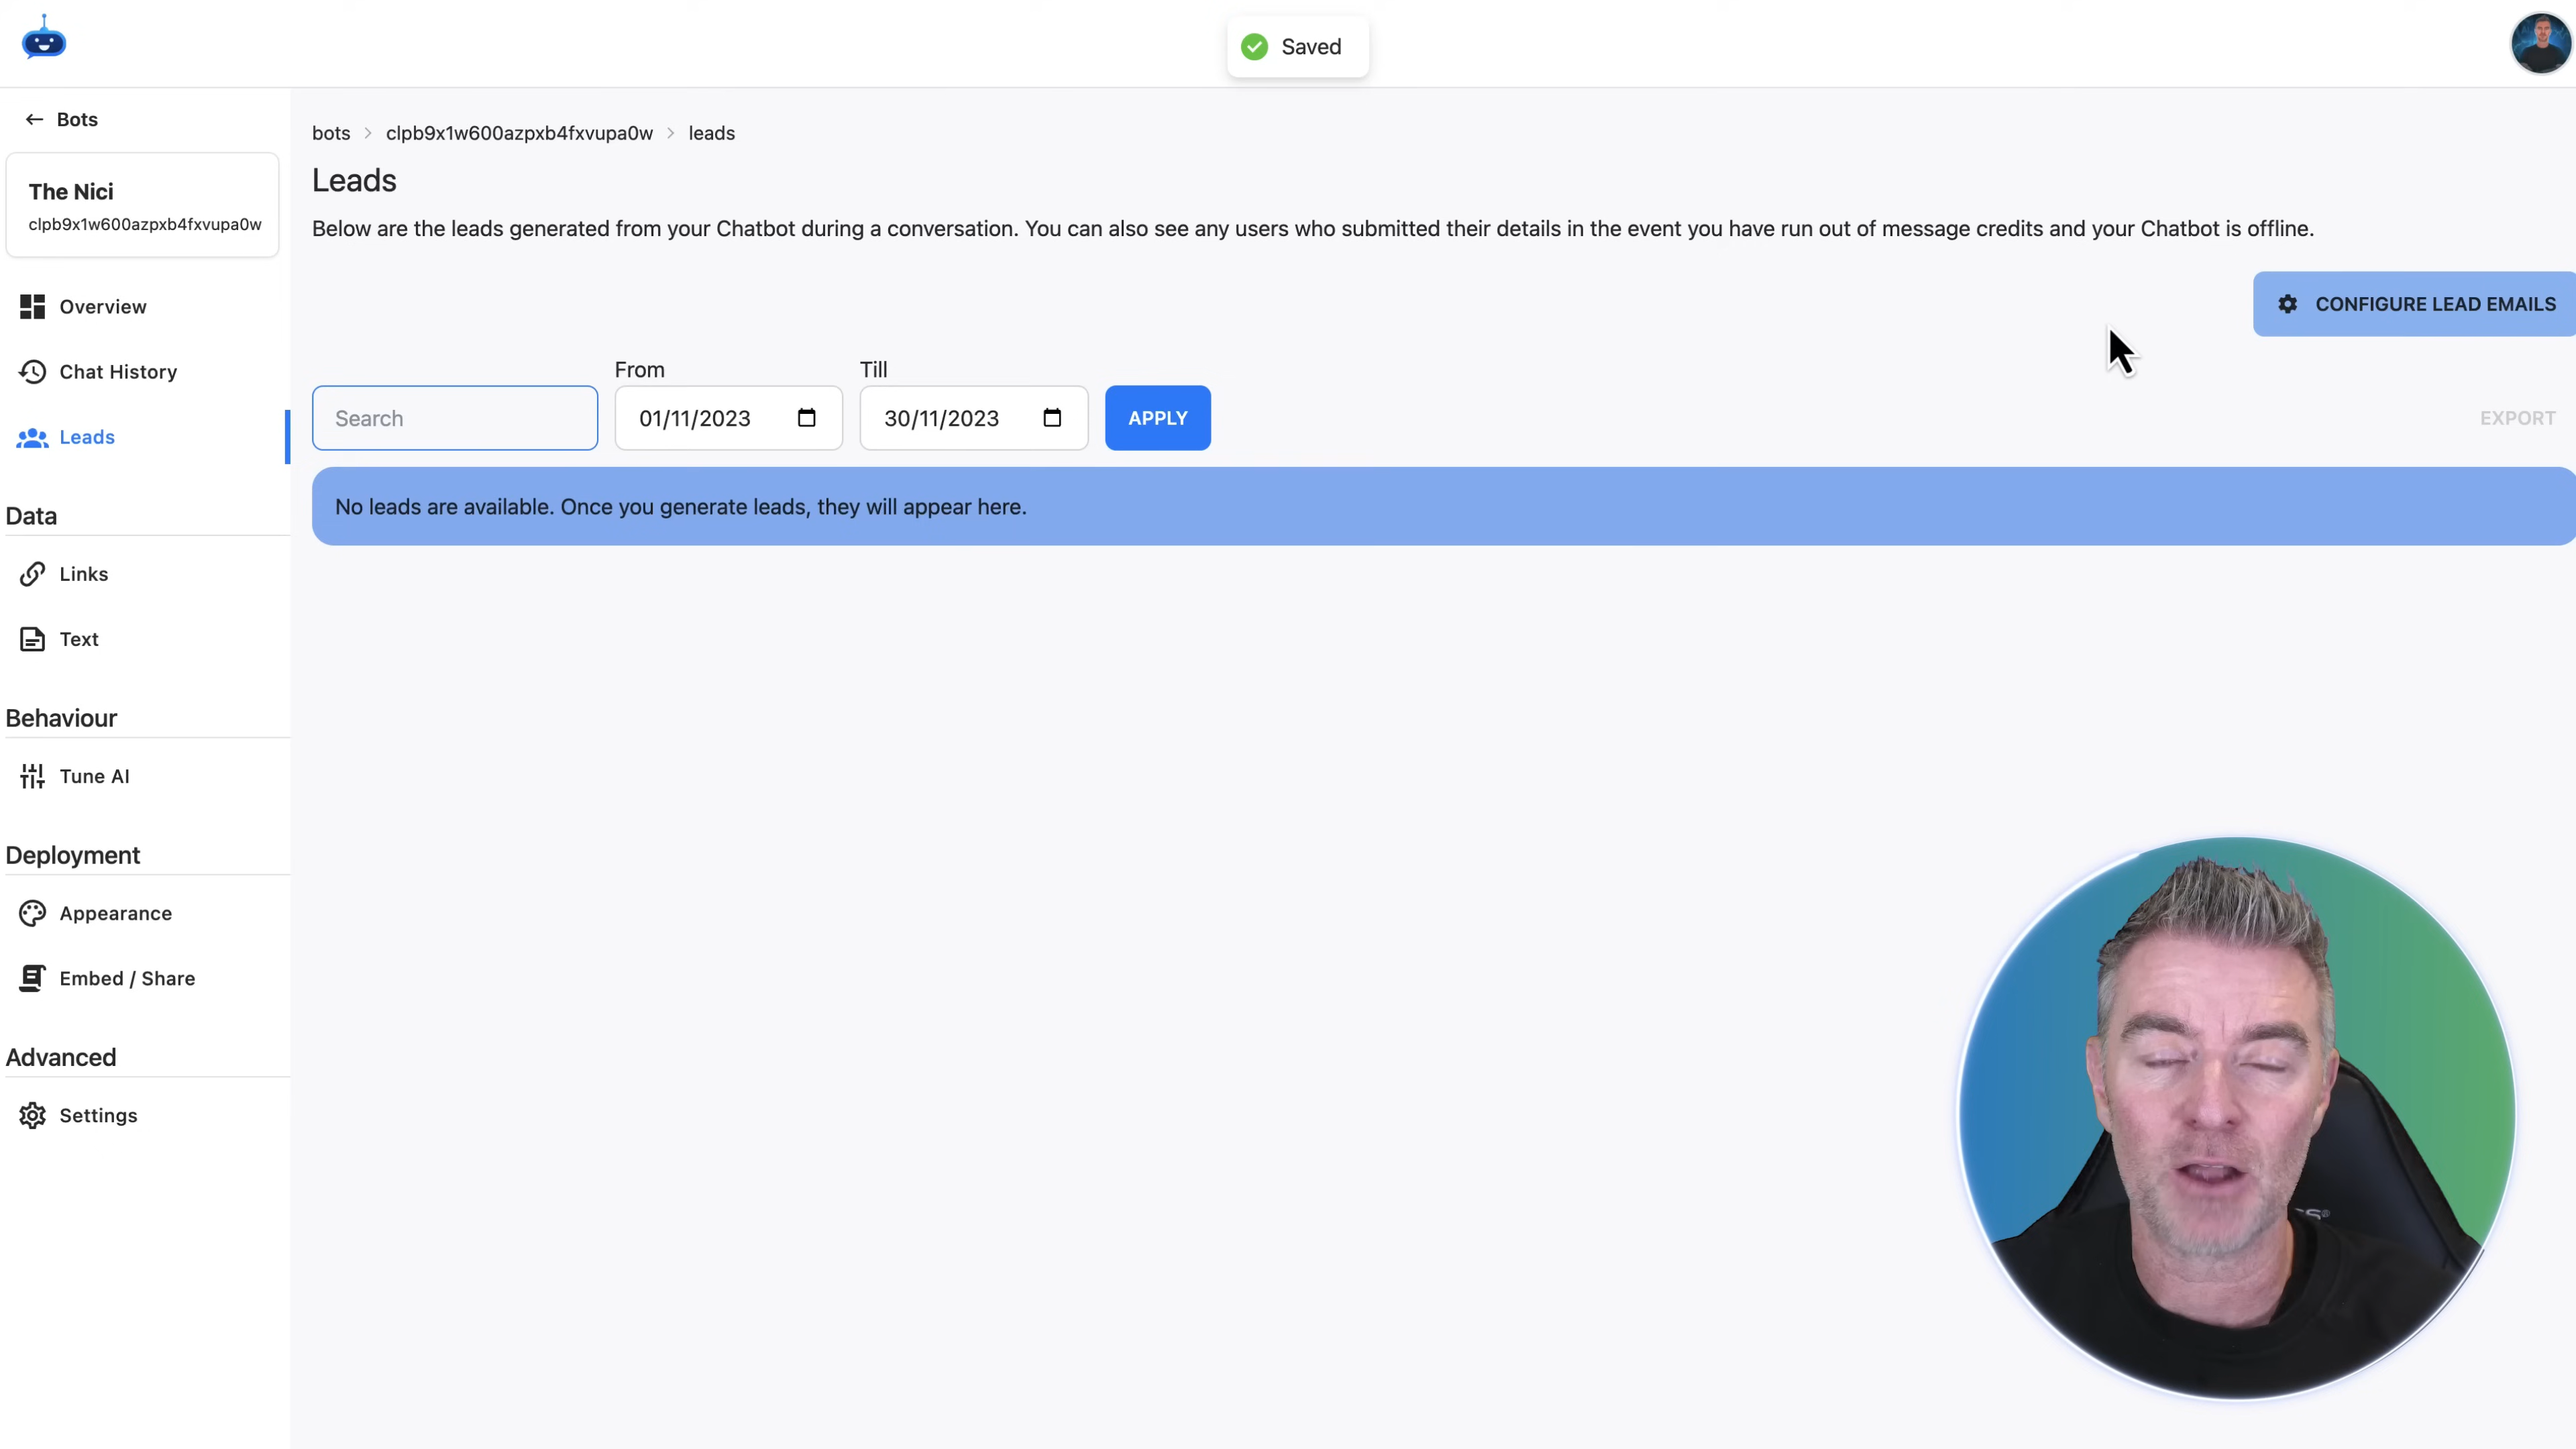 Saved
← Bots
The Nici
clpb9x1w600azpxb4fxvupa0w
Overview
Chat History
Leads
Data
Links
Text
Behaviour
Tune AI
Deployment
Appearance
Embed / Share
Advanced
Settings
bots > clpb9x1w600azpxb4fxvupa0w > leads
Leads
Below are the leads generated from your Chatbot during a conversation. You can also see any users who submitted their details in the event you have run out of message credits and your Chatbot is offline.
CONFIGURE LEAD EMAILS
From Till
Search 01/11/2023 30/11/2023 APPLY EXPORT
No leads are available. Once you generate leads, they will appear here.